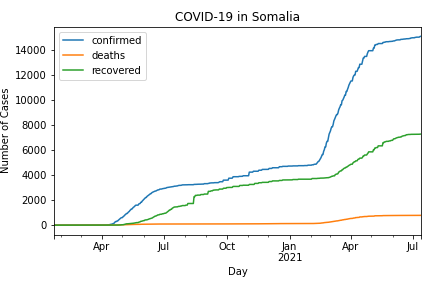 COVID-19 in Somalia
confirmed
deaths
recovered
Number of Cases
14000
12000
10000
8000
6000
4000
2000
0
Apr
Jul
Oct
Jan
2021
Apr
Jul
Day